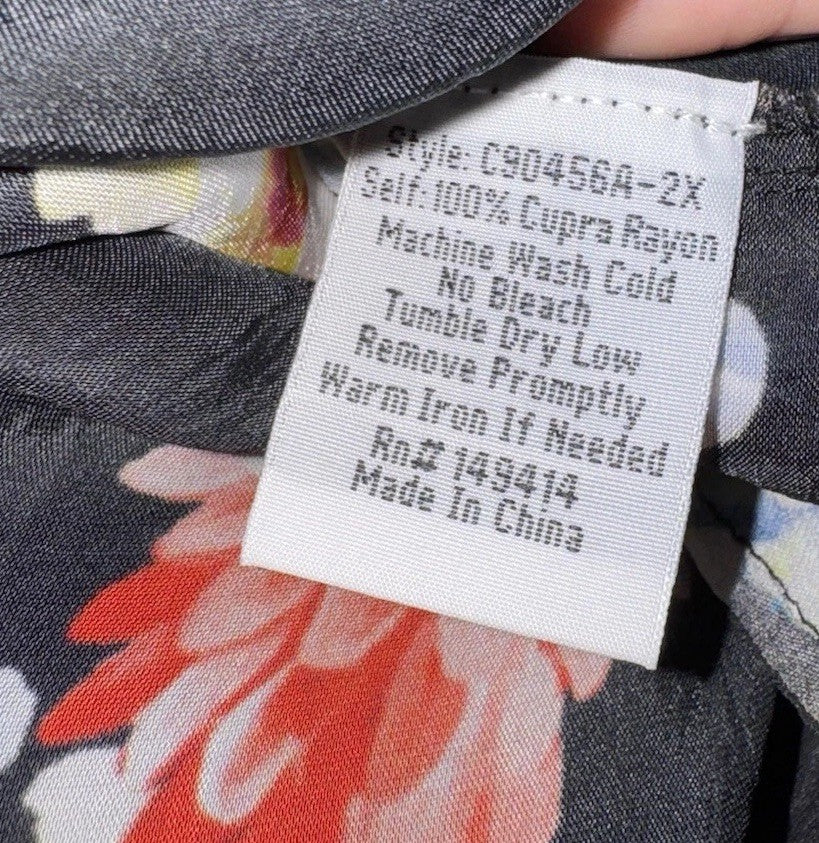 Style: C90456A-2X
Self:100% Cupra Rayon
Machine Wash Cold
No Bleach
Tumble Dry Low
Remove Promptly
Warm Iron If Needed
Rn# 149414
Made In China